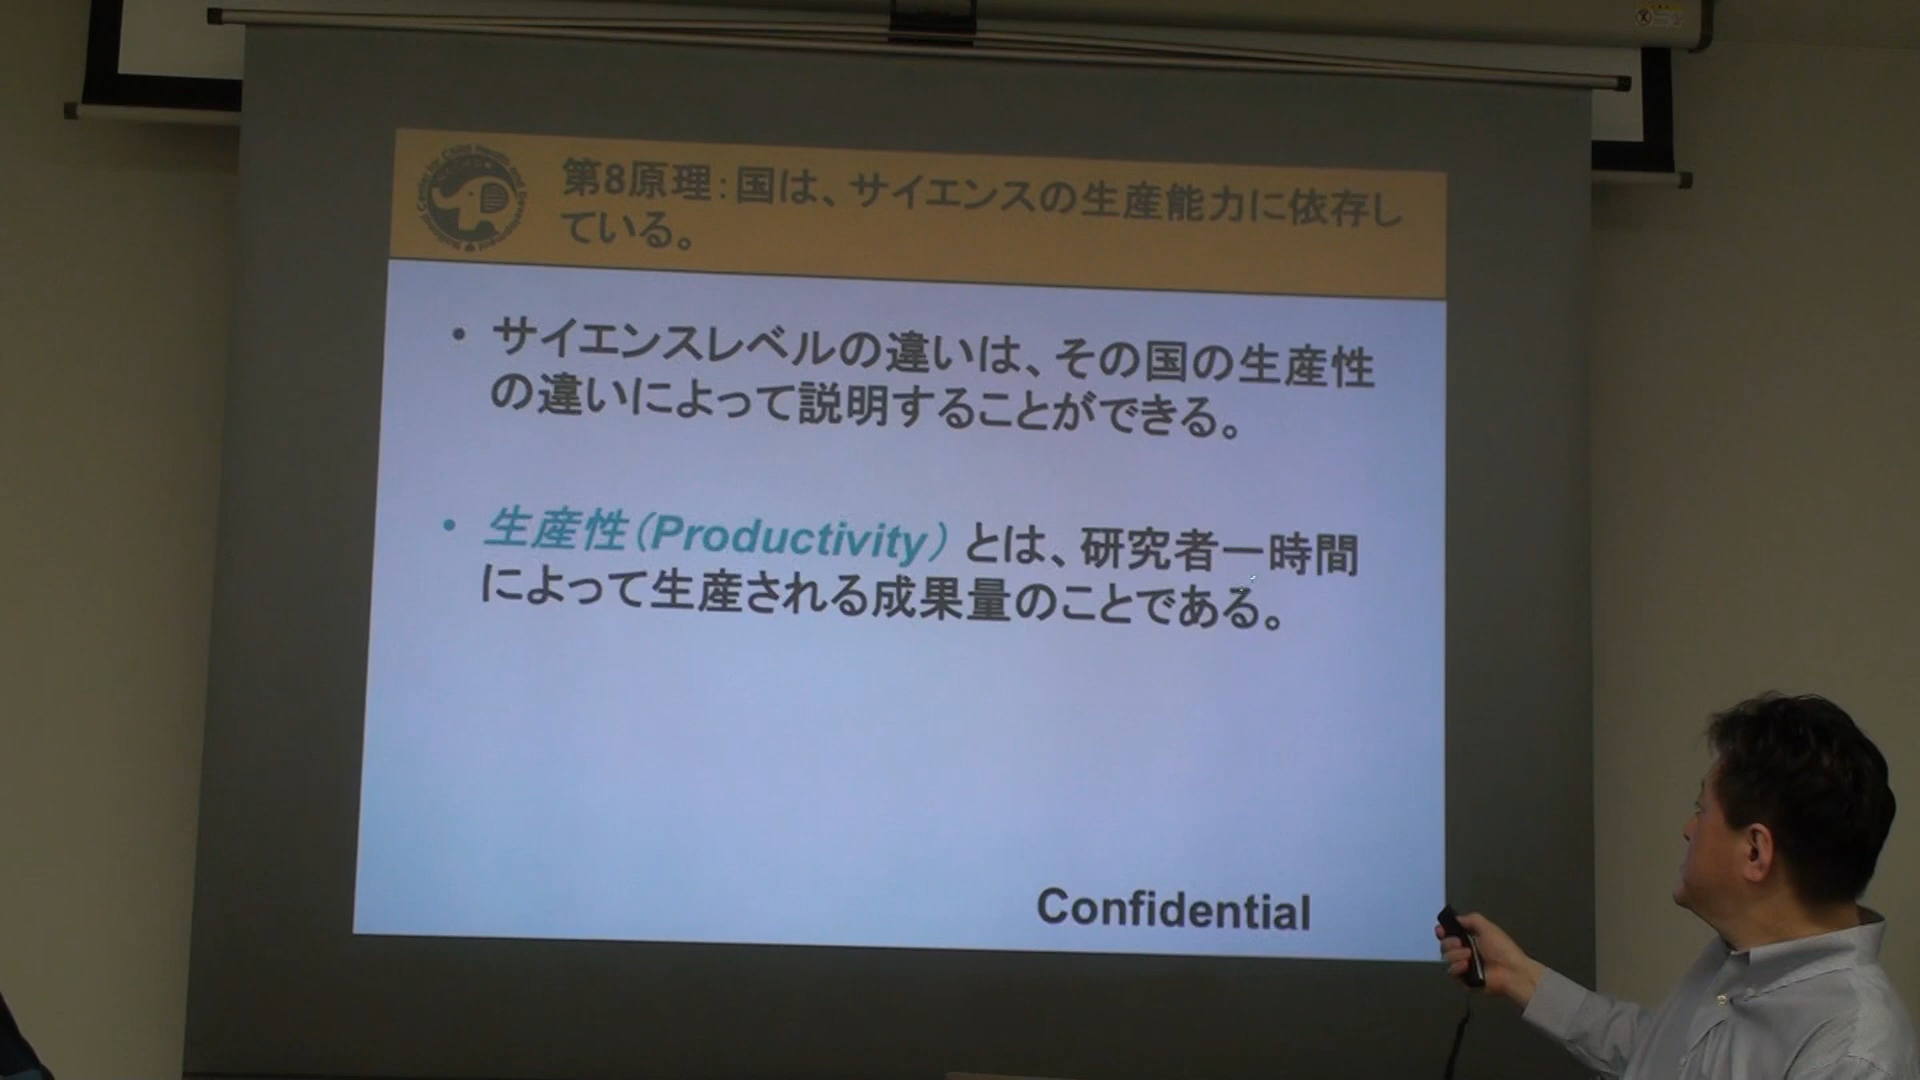 第8原理：国は、サイエンスの生産能力に依存し
ている。
・サイエンスレベルの違いは、その国の生産性
の違いによって説明することができる。
・生産性（Productivity）とは、研究者一時間
によって生産される成果量のことである。
Confidential